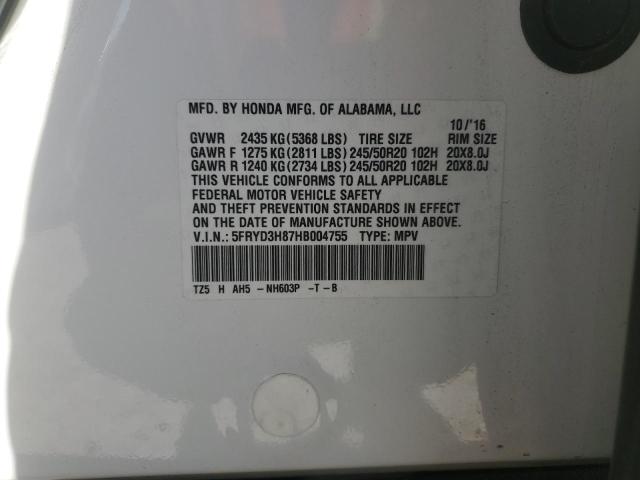 MFD. BY HONDA MFG. OF ALABAMA, LLC
10/'16
GVWR 2435 KG (5368 LBS) TIRE SIZE RIM SIZE
GAWR F 1275 KG (2811 LBS) 245/50R20 102H 20X8.0J
GAWR R 1240 KG (2734 LBS) 245/50R20 102H 20X8.0J
THIS VEHICLE CONFORMS TO ALL APPLICABLE
FEDERAL MOTOR VEHICLE SAFETY
AND THEFT PREVENTION STANDARDS IN EFFECT
ON THE DATE OF MANUFACTURE SHOWN ABOVE.
V.I.N.: 5FRYD3H87HB004755 TYPE: MPV
TZ5 H AH5 -NH603P -T-B